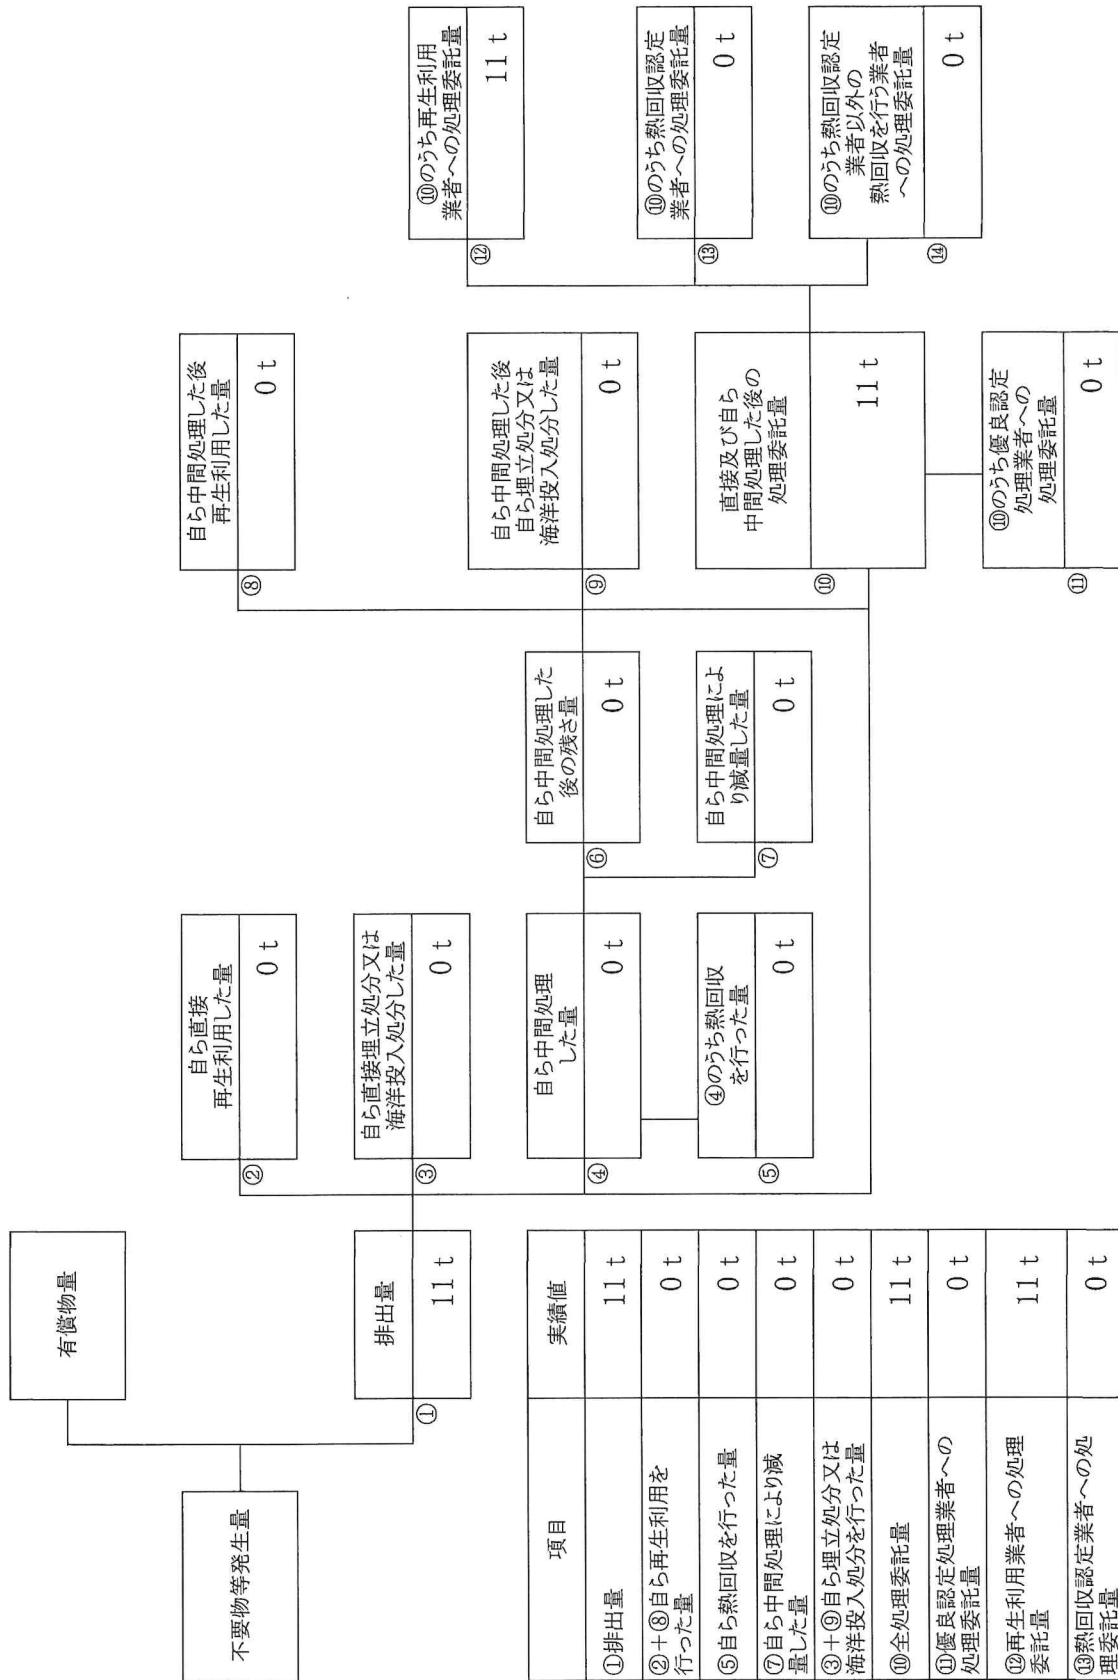 不要物等発生量
有償物量
排出量
① 11 t
自ら直接
再生利用した量
② 0 t
自ら直接埋立処分又は
海洋投入処分した量
③ 0 t
自ら中間処理
した量
④ 0 t
④のうち熱回収
を行った量
⑤ 0 t
自ら中間処理した
後の残さ量
⑥ 0 t
自ら中間処理によ
り減量した量
⑦ 0 t
自ら中間処理した後
再生利用した量
⑧ 0 t
自ら中間処理した後
自ら埋立処分又は
海洋投入処分した量
⑨ 0 t
直接及び自ら
中間処理した後の
処理委託量
⑩ 11 t
⑩のうち優良認定
処理業者への
処理委託量
⑪ 0 t
⑩のうち再生利用
業者への処理委託量
⑫ 11 t
⑩のうち熱回収認定
業者への処理委託量
⑬ 0 t
⑩のうち熱回収認定
業者以外の
熱回収を行う業者
への処理委託量
⑭ 0 t
項目 実績値
①排出量 11 t
②+⑧自ら再生利用を
行った量 0 t
⑤自ら熱回収を行った量 0 t
⑦自ら中間処理により減
量した量 0 t
③+⑨自ら埋立処分又は
海洋投入処分を行った量 0 t
⑩全処理委託量 11 t
⑪優良認定処理業者への
処理委託量 0 t
⑫再生利用業者への処理
委託量 11 t
⑬熱回収認定業者への処
理委託量 0 t